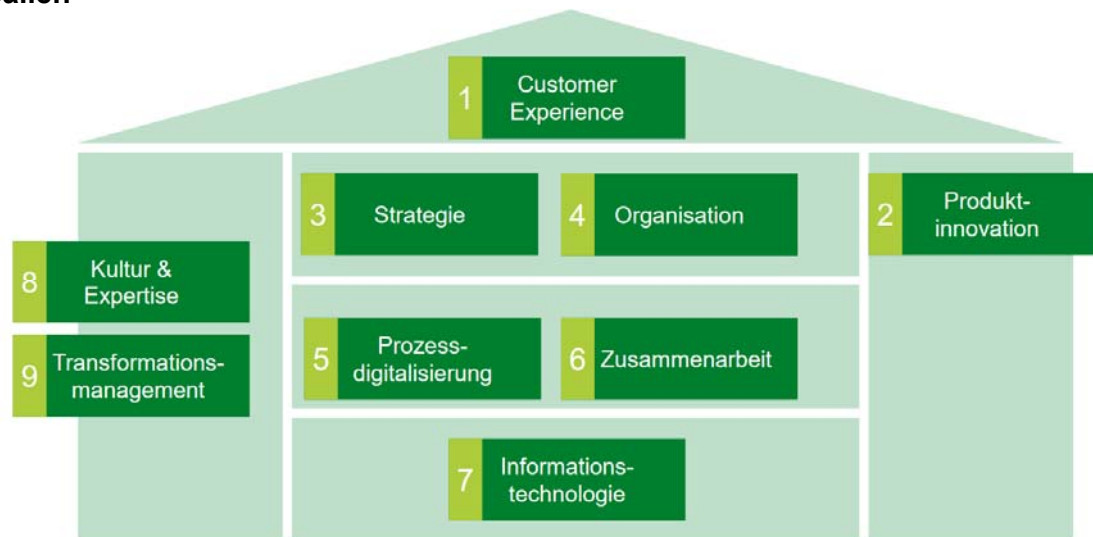 1
Customer
Experience
3
Strategie
4
Organisation
2
Produkt-
innovation
8
Kultur &
Expertise
9
Transformations-
management
5
Prozess-
digitalisierung
6
Zusammenarbeit
7
Informations-
technologie